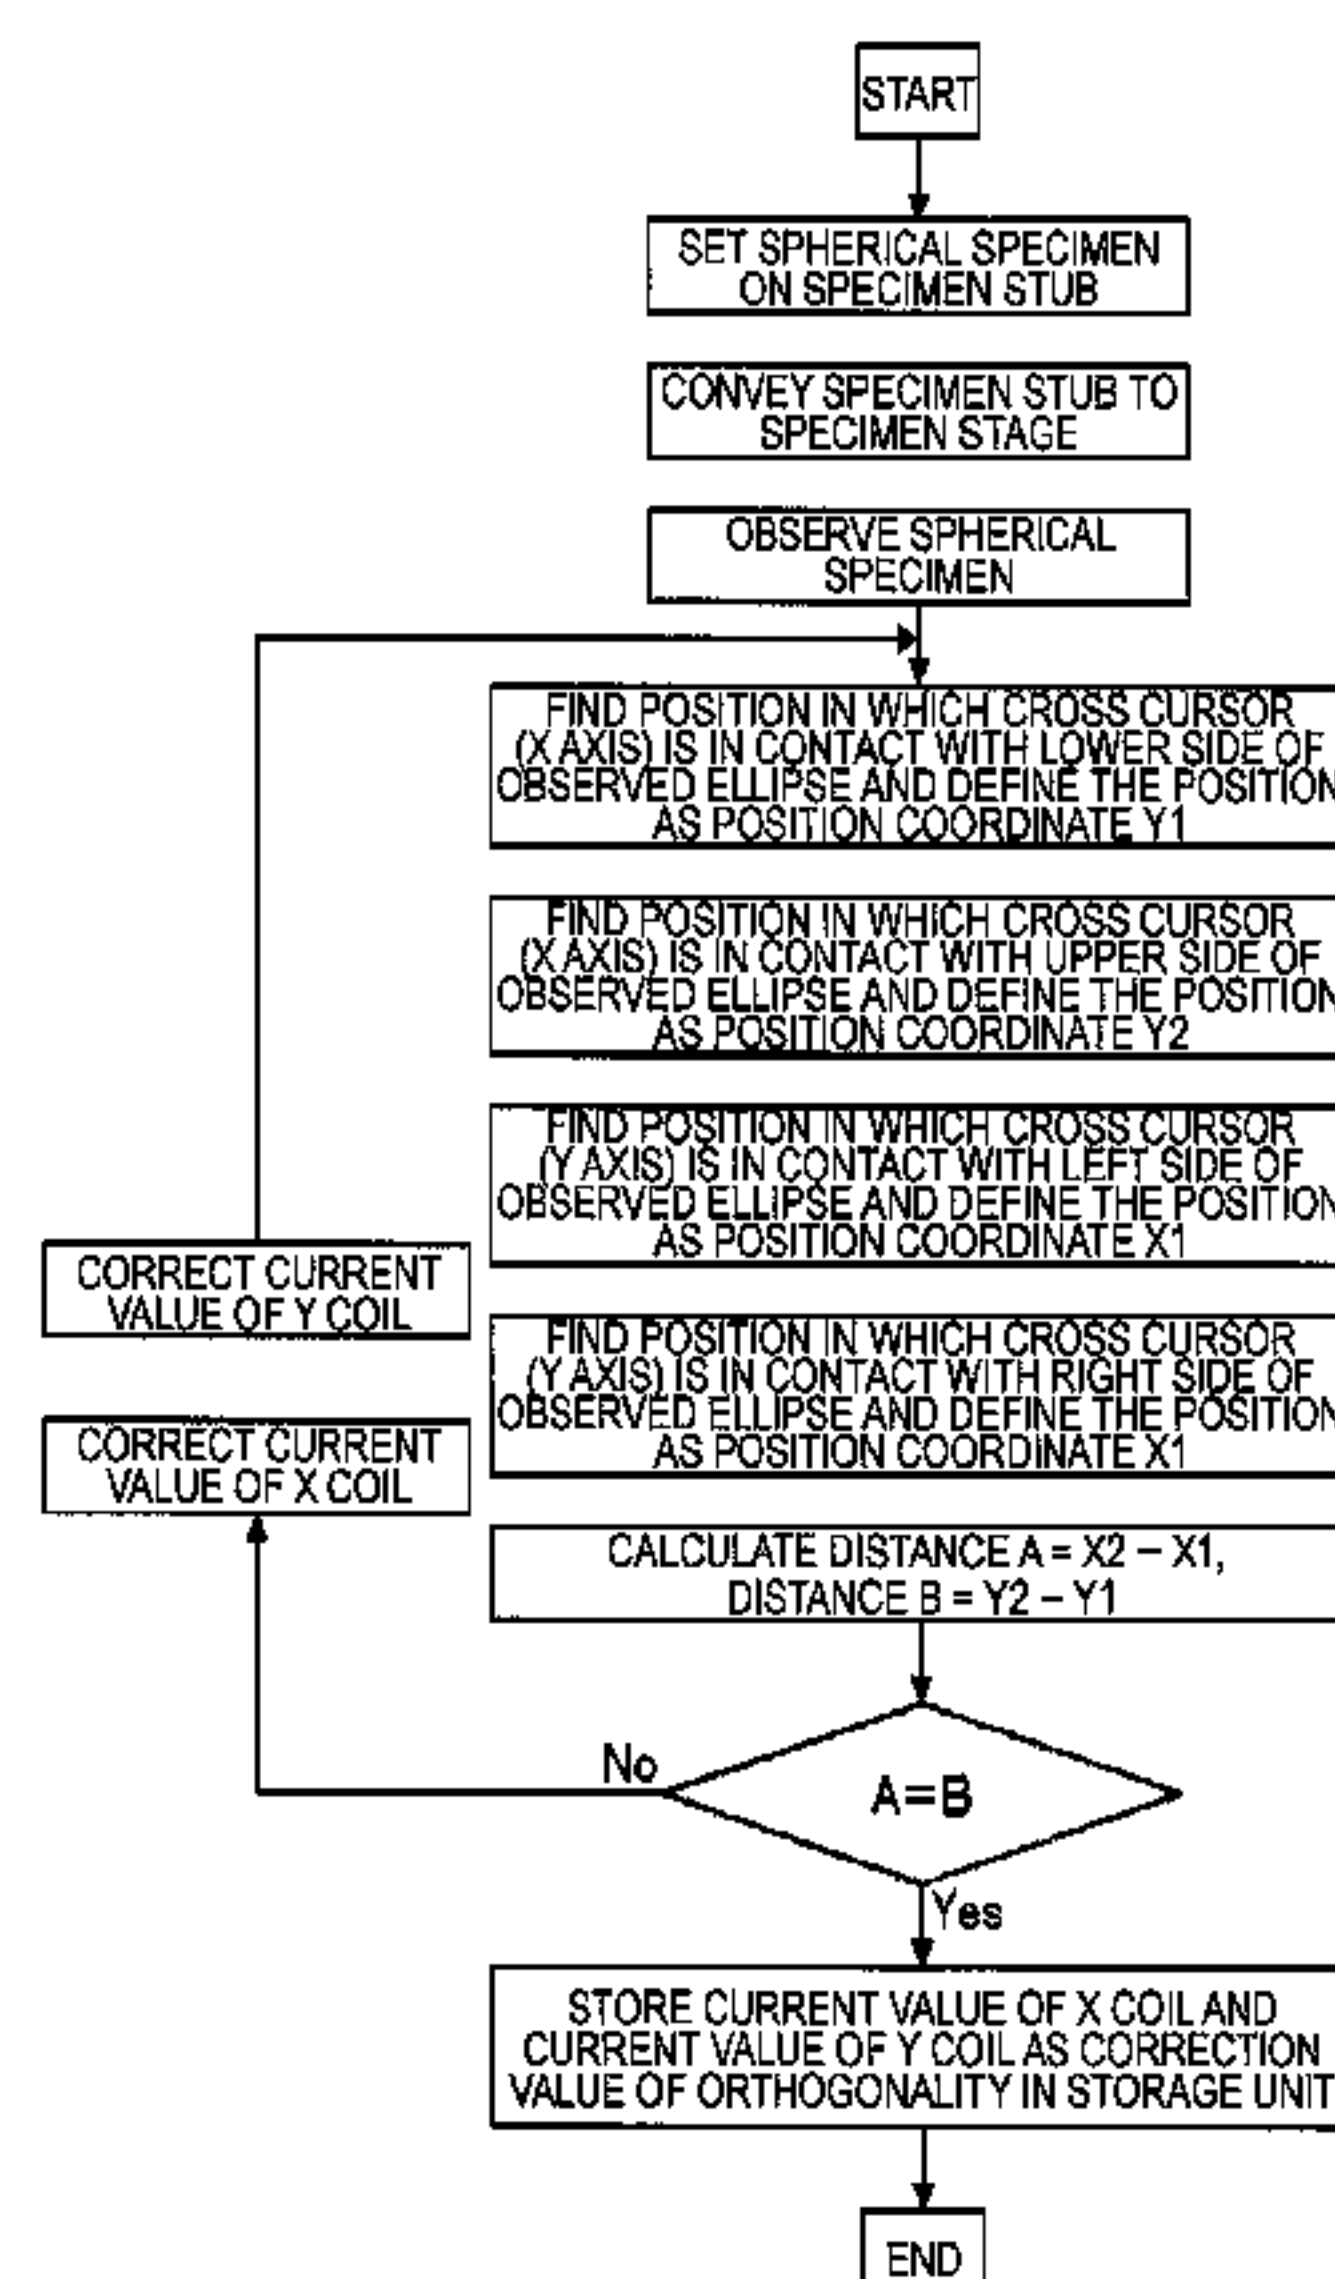 START
SET SPHERICAL SPECIMEN
ON SPECIMEN STUB
CONVEY SPECIMEN STUB TO
SPECIMEN STAGE
OBSERVE SPHERICAL
SPECIMEN
FIND POSITION IN WHICH CROSS CURSOR
(X AXIS) IS IN CONTACT WITH LOWER SIDE OF
OBSERVED ELLIPSE AND DEFINE THE POSITION
AS POSITION COORDINATE Y1
FIND POSITION IN WHICH CROSS CURSOR
(X AXIS) IS IN CONTACT WITH UPPER SIDE OF
OBSERVED ELLIPSE AND DEFINE THE POSITION
AS POSITION COORDINATE Y2
FIND POSITION IN WHICH CROSS CURSOR
(Y AXIS) IS IN CONTACT WITH LEFT SIDE OF
OBSERVED ELLIPSE AND DEFINE THE POSITION
AS POSITION COORDINATE X1
CORRECT CURRENT
VALUE OF Y COIL
FIND POSITION IN WHICH CROSS CURSOR
(Y AXIS) IS IN CONTACT WITH RIGHT SIDE OF
OBSERVED ELLIPSE AND DEFINE THE POSITION
AS POSITION COORDINATE X1
CORRECT CURRENT
VALUE OF X COIL
CALCULATE DISTANCE A = X2 – X1,
DISTANCE B = Y2 – Y1
No
A=B
Yes
STORE CURRENT VALUE OF X COIL AND
CURRENT VALUE OF Y COIL AS CORRECTION
VALUE OF ORTHOGONALITY IN STORAGE UNIT
END